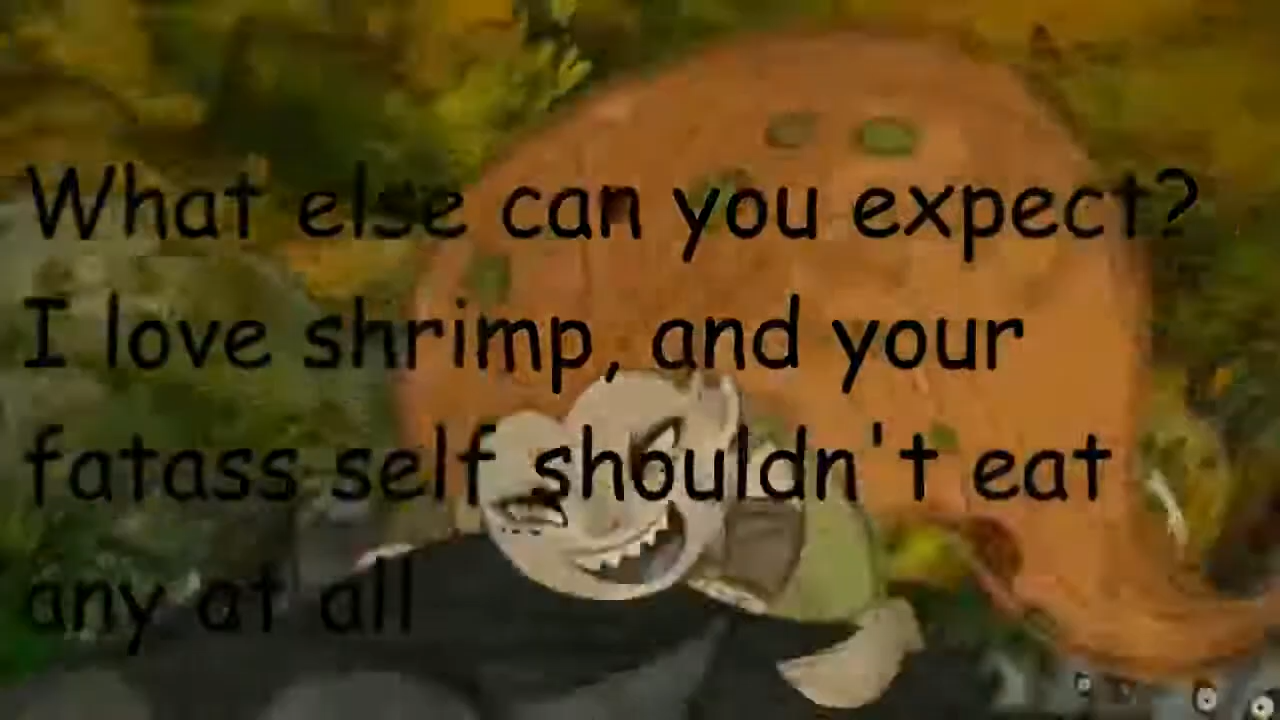 What else can you expect?
I love shrimp, and your
fatass self shouldn't eat
any at all